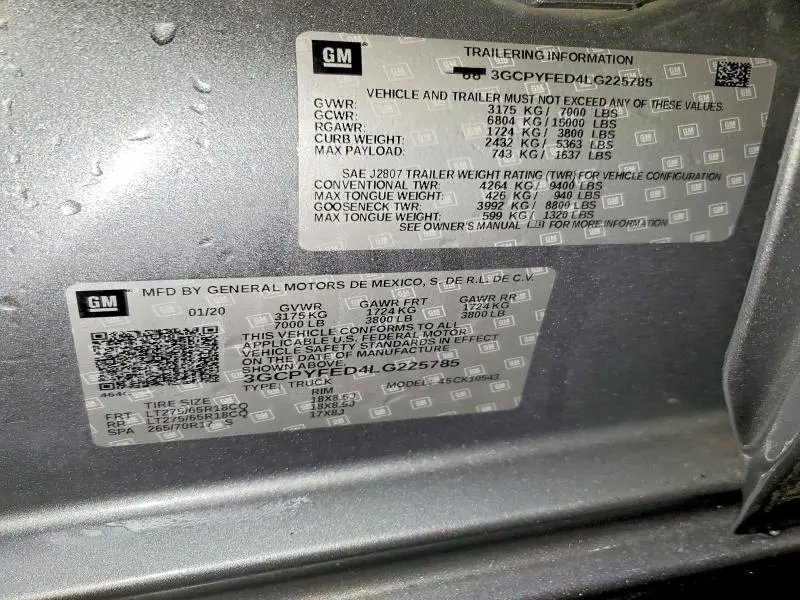 GM
TRAILERING INFORMATION
3GCPYFED4LG225785
VEHICLE AND TRAILER MUST NOT EXCEED ANY OF THESE VALUES.
GVWR: 3175 KG / 7000 LBS
GCWR: 6804 KG / 15000 LBS
RGAWR: 1724 KG / 3800 LBS
CURB WEIGHT: 2432 KG / 5363 LBS
MAX PAYLOAD: 743 KG / 1637 LBS
SAE J2807 TRAILER WEIGHT RATING (TWR) FOR VEHICLE CONFIGURATION
CONVENTIONAL TWR: 4264 KG / 9400 LBS
MAX TONGUE WEIGHT: 426 KG / 940 LBS
GOOSENECK TWR: 3992 KG / 8800 LBS
MAX TONGUE WEIGHT: 599 KG / 1320 LBS
SEE OWNER'S MANUAL FOR MORE INFORMATION
GM
MFD BY GENERAL MOTORS DE MEXICO, S. DE R.L. DE C.V.
01/20 GVWR GAWR FRT GAWR RR
3175 KG 1724 KG 1724 KG
7000 LB 3800 LB 3800 LB
THIS VEHICLE CONFORMS TO ALL
APPLICABLE U.S. FEDERAL MOTOR
VEHICLE SAFETY STANDARDS IN EFFECT
ON THE DATE OF MANUFACTURE
SHOWN ABOVE.
3GCPYFED4LG225785
TYPE: TRUCK MODEL: 45CK10543
TIRE SIZE RIM
FRT LT275/65R18CQ 18X8.5J
RR LT275/65R18CQ 18X8.5J
SPA 265/70R17 S 17X8J